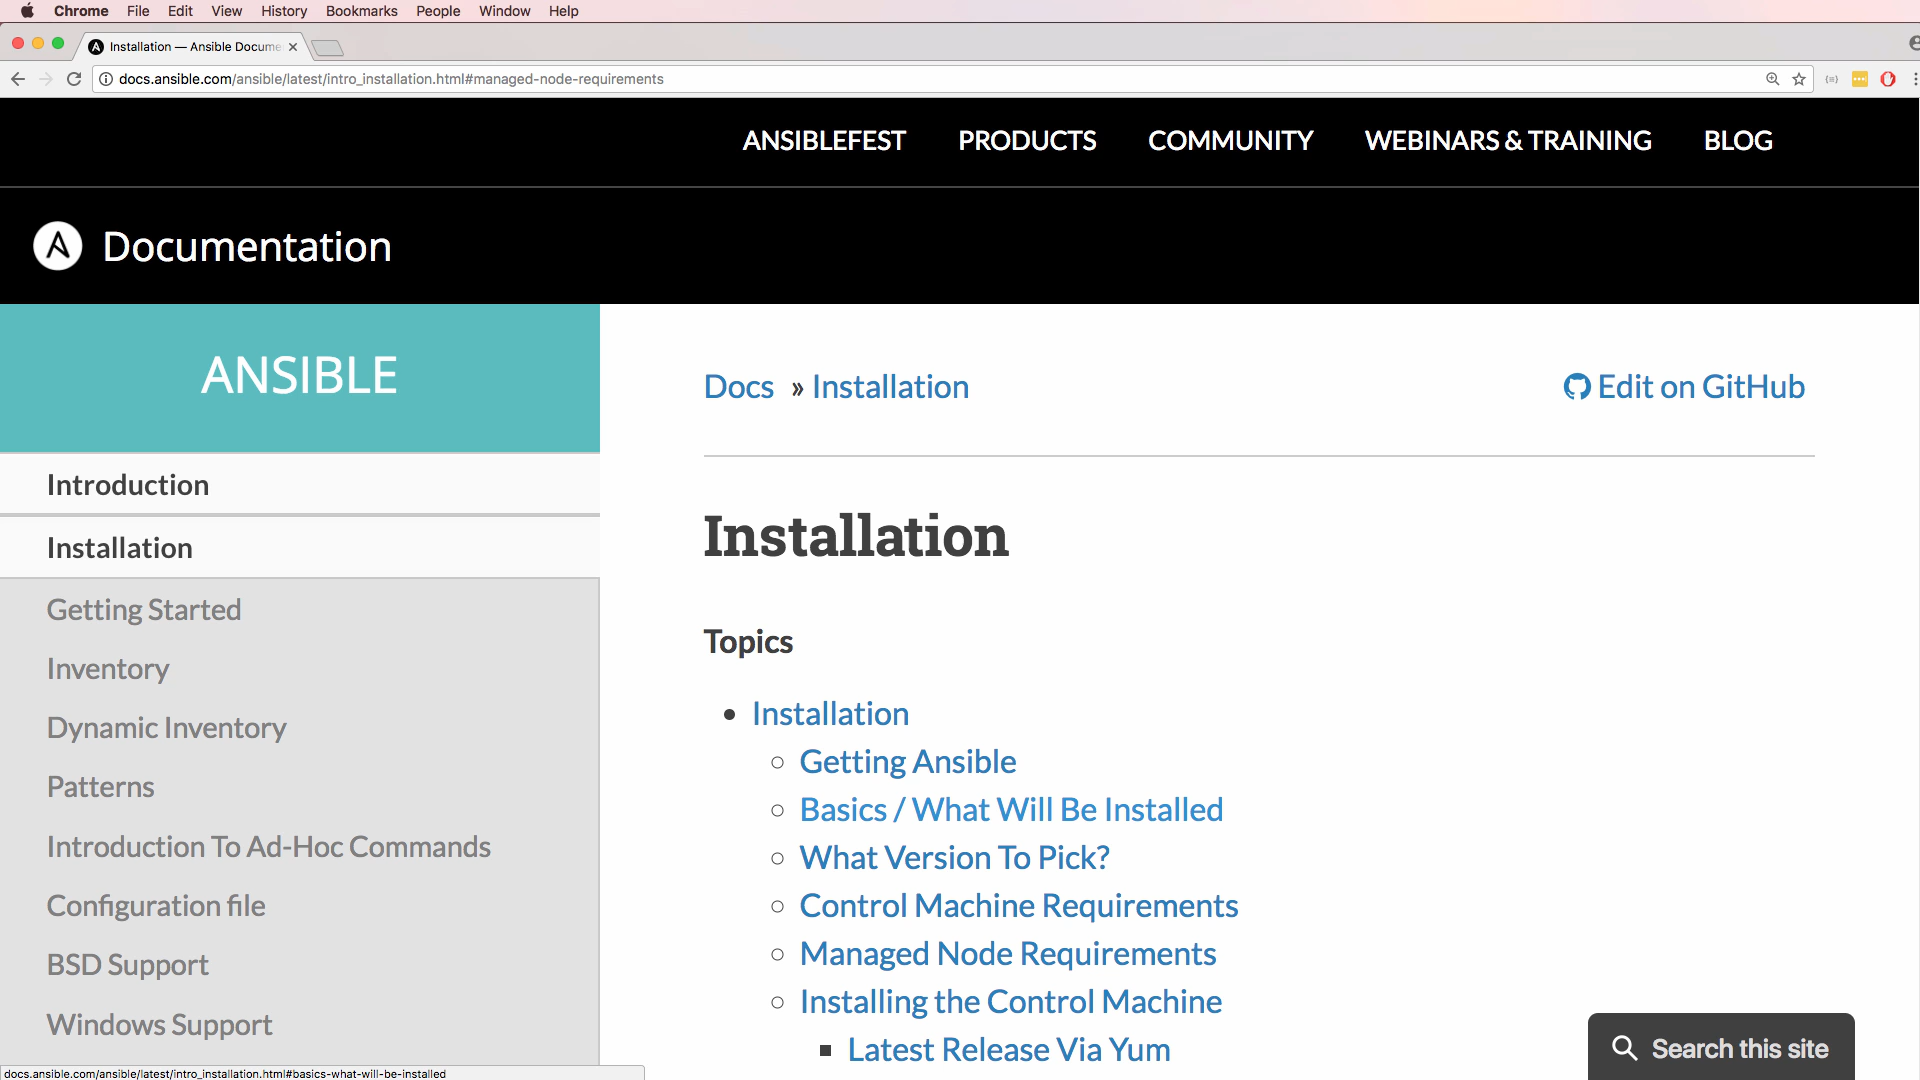 Chrome File Edit View History Bookmarks People Window Help
Installation — Ansible Docume
docs.ansible.com/ansible/latest/intro_installation.html#managed-node-requirements
ANSIBLEFEST PRODUCTS COMMUNITY WEBINARS & TRAINING BLOG
Documentation
ANSIBLE
Introduction
Installation
Getting Started
Inventory
Dynamic Inventory
Patterns
Introduction To Ad-Hoc Commands
Configuration file
BSD Support
Windows Support
Docs » Installation
Edit on GitHub
Installation
Topics
Installation
Getting Ansible
Basics / What Will Be Installed
What Version To Pick?
Control Machine Requirements
Managed Node Requirements
Installing the Control Machine
Latest Release Via Yum
Search this site
docs.ansible.com/ansible/latest/intro_installation.html#basics-what-will-be-installed